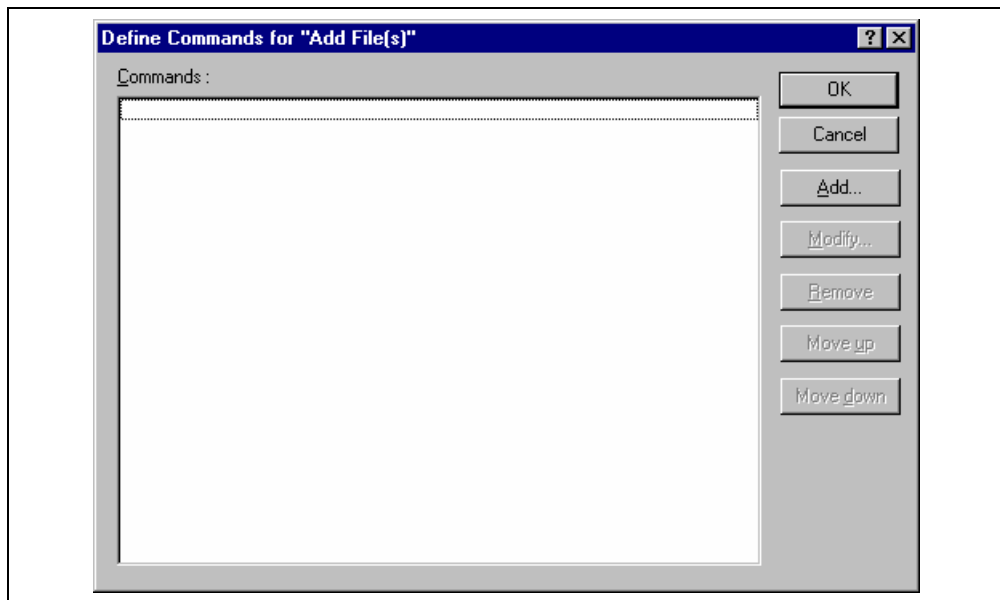 Define Commands for "Add File(s)"
Commands :
OK
Cancel
Add...
Modify...
Remove
Move up
Move down